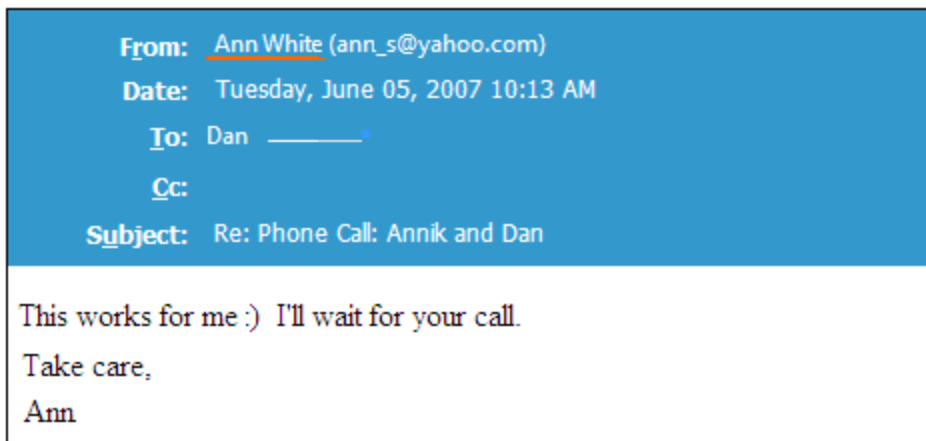 From: Ann White (ann_s@yahoo.com)
Date: Tuesday, June 05, 2007 10:13 AM
To: Dan
Cc:
Subject: Re: Phone Call: Annik and Dan
This works for me :) I'll wait for your call.
Take care,
Ann